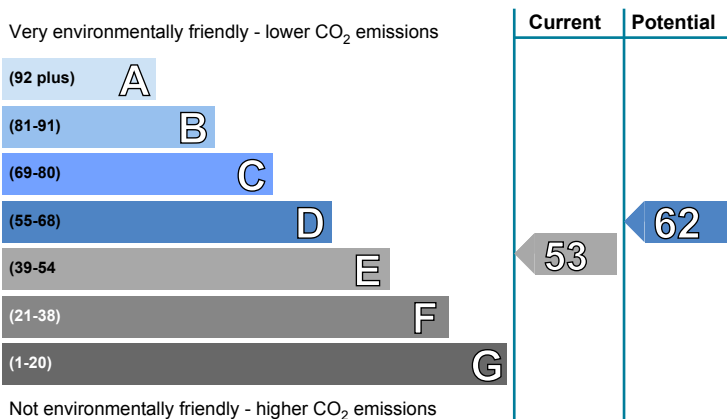 Current Potential
Very environmentally friendly - lower CO2 emissions
(92 plus) A
(81-91) B
(69-80) C
(55-68) D 62
(39-54 E 53
(21-38) F
(1-20) G
Not environmentally friendly - higher CO2 emissions